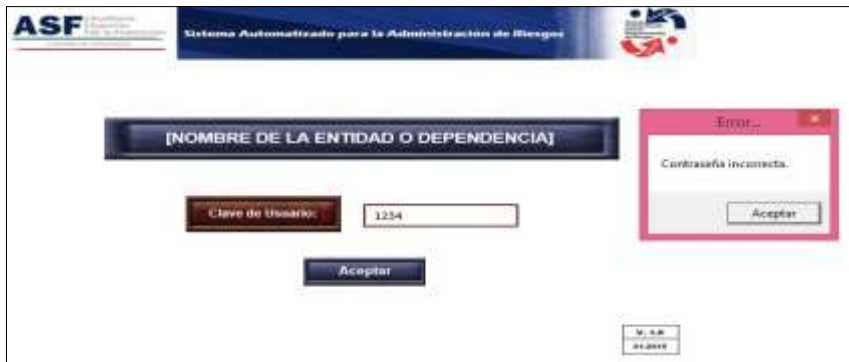 ASF
Sistema Automatizado para la Administración de Riesgos
[NOMBRE DE LA ENTIDAD O DEPENDENCIA]
Error...
Contraseña incorrecta.
Aceptar
Clave de Usuario:
1234
Aceptar